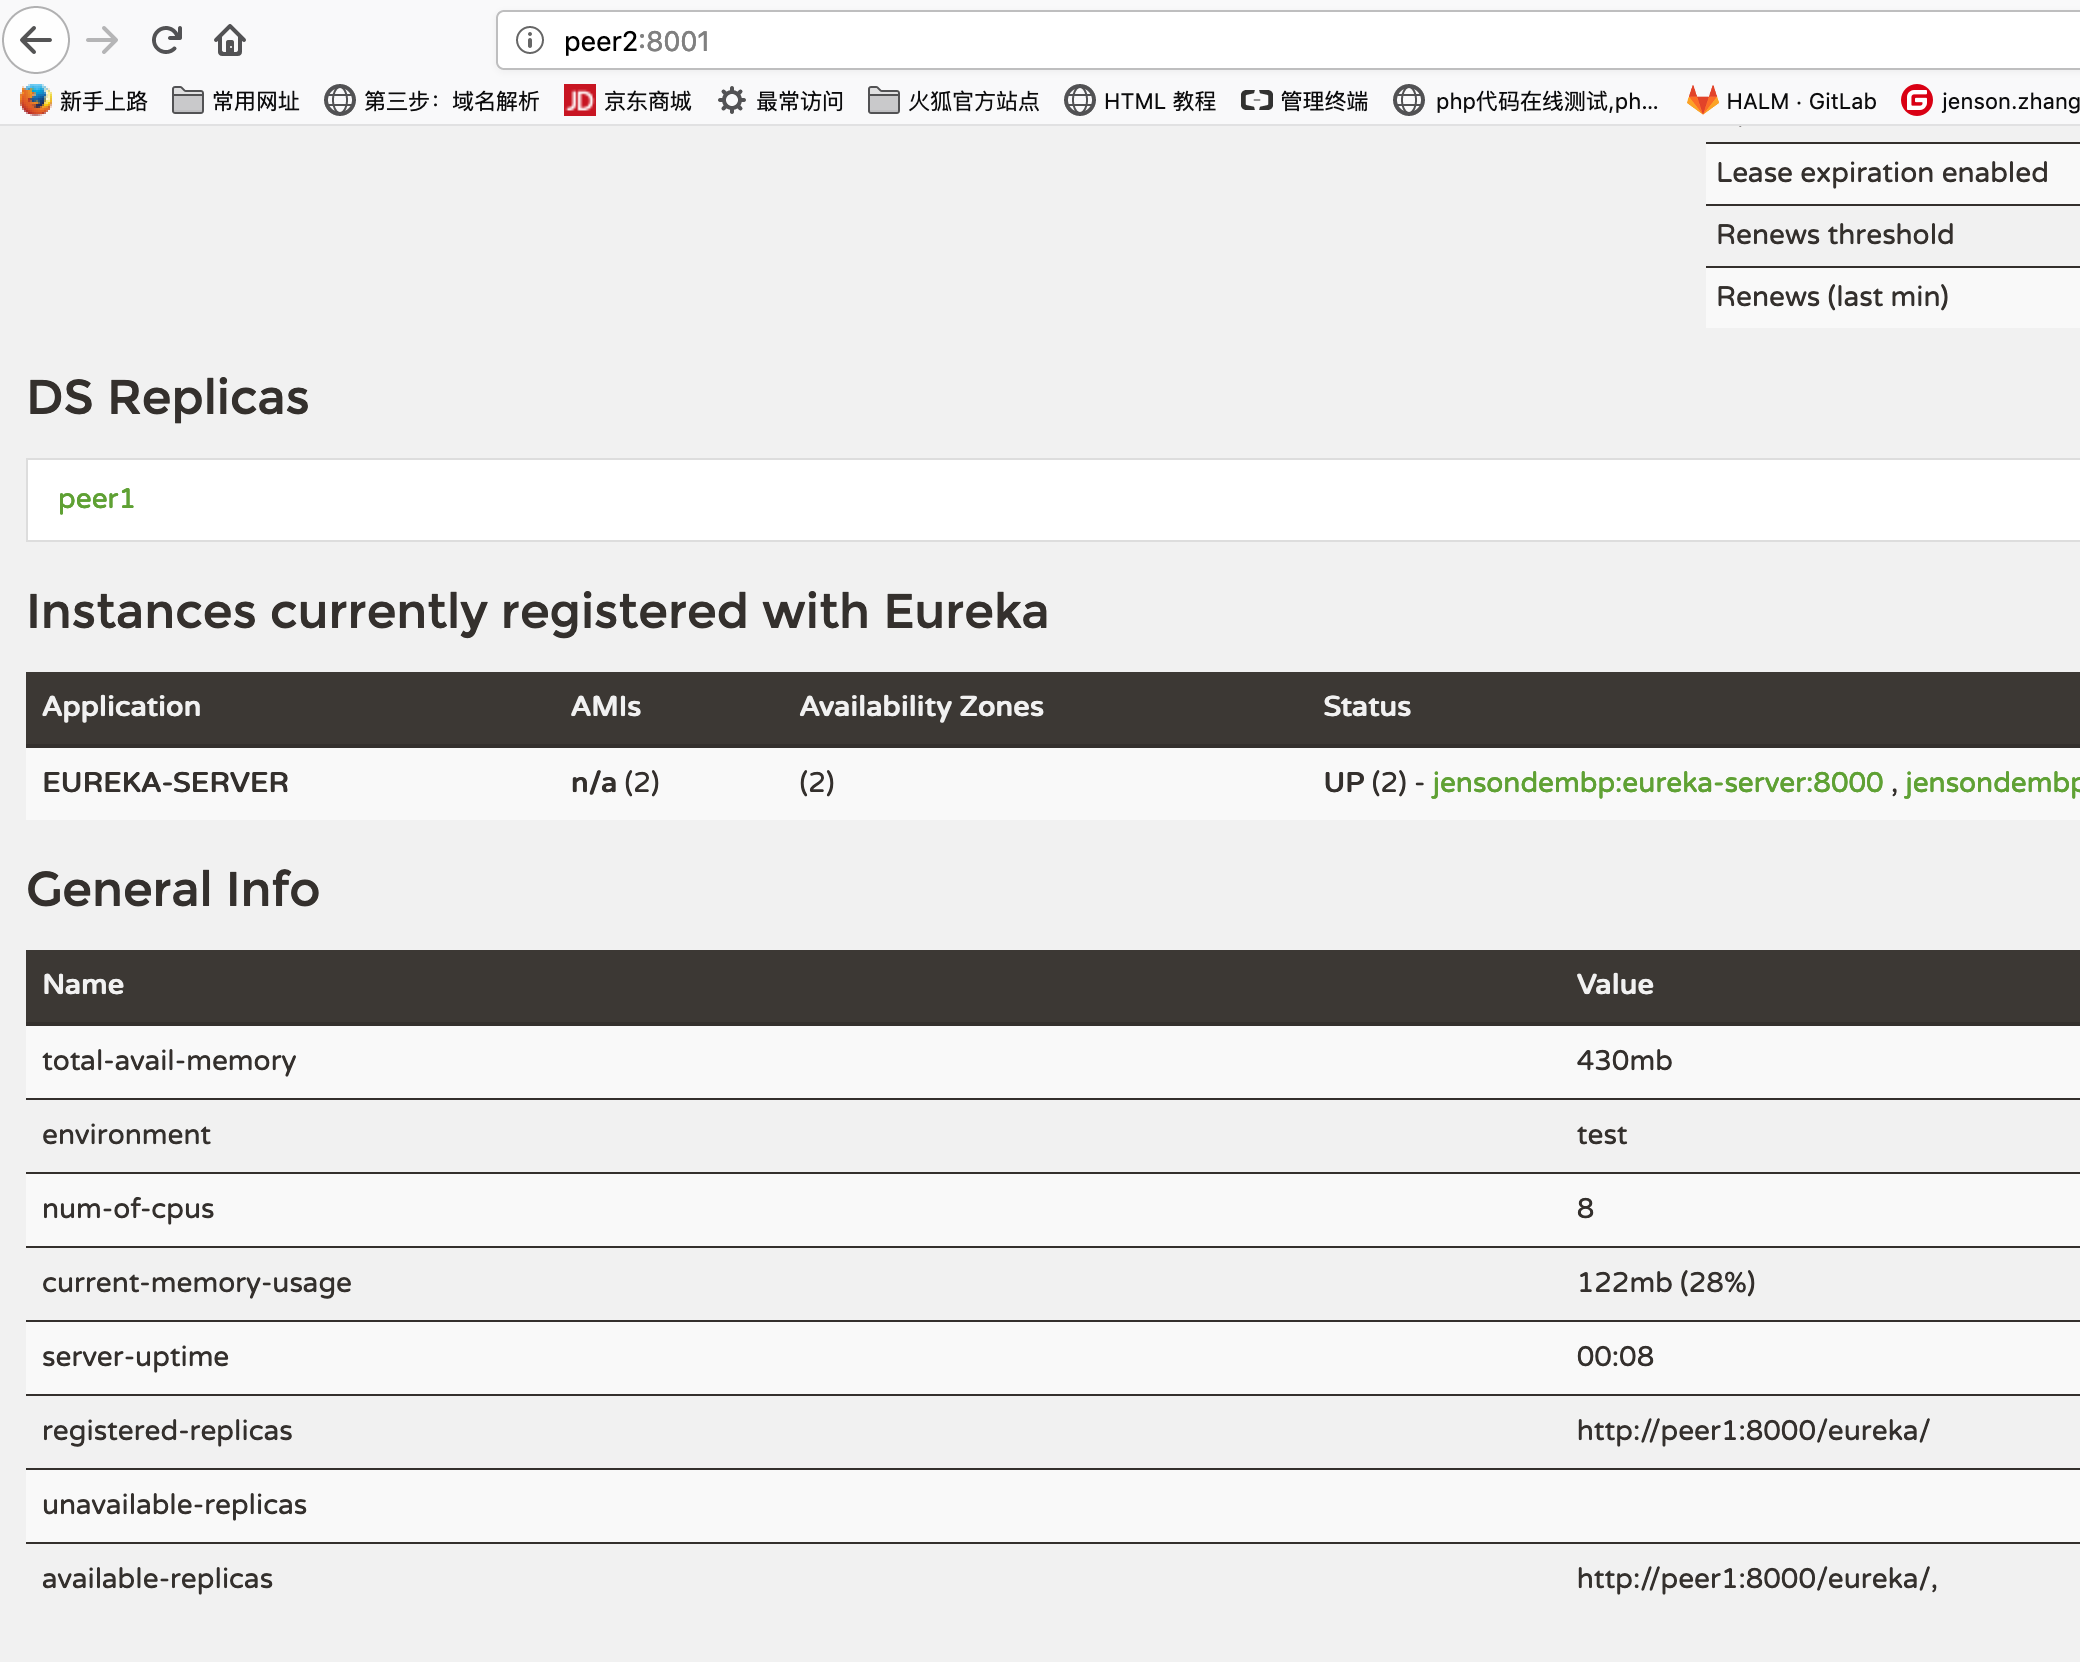 peer2:8001
新手上路 常用网址 第三步：域名解析 JD 京东商城 最常访问 火狐官方站点 HTML 教程 管理终端 php代码在线测试,ph... HALM · GitLab G jenson.zhang
Lease expiration enabled
Renews threshold
Renews (last min)
DS Replicas
peer1
Instances currently registered with Eureka
Application AMIs Availability Zones Status
EUREKA-SERVER n/a (2) (2) UP (2) - jensondembp:eureka-server:8000 , jensondembp
General Info
Name Value
total-avail-memory 430mb
environment test
num-of-cpus 8
current-memory-usage 122mb (28%)
server-uptime 00:08
registered-replicas http://peer1:8000/eureka/
unavailable-replicas
available-replicas http://peer1:8000/eureka/,